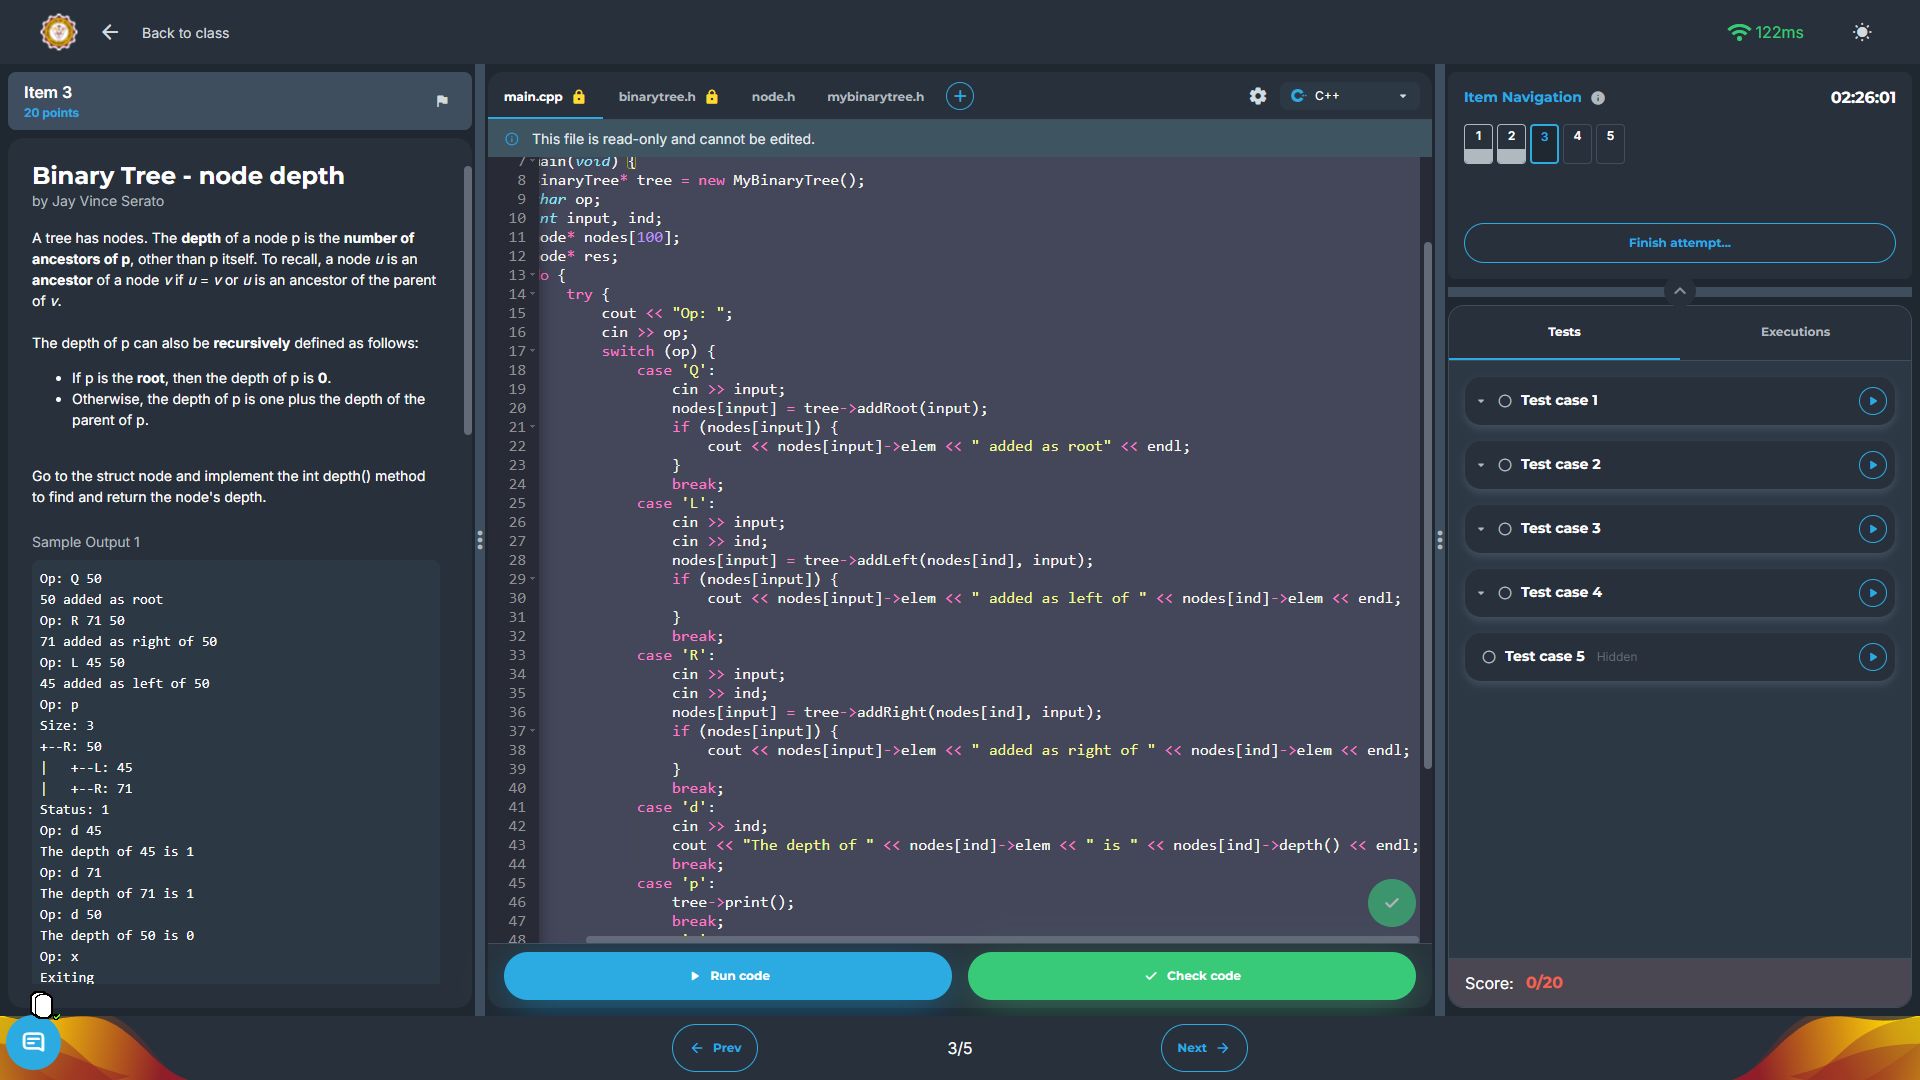 Back to class
122ms
Item 3
20 points
Binary Tree - node depth
by Jay Vince Serato
A tree has nodes. The depth of a node p is the number of
ancestors of p, other than p itself. To recall, a node u is an
ancestor of a node v if u = v or u is an ancestor of the parent
of v.
The depth of p can also be recursively defined as follows:
• If p is the root, then the depth of p is 0.
• Otherwise, the depth of p is one plus the depth of the
parent of p.
Go to the struct node and implement the int depth() method
to find and return the node's depth.
Sample Output 1
Op: Q 50
50 added as root
Op: R 71 50
71 added as right of 50
Op: L 45 50
45 added as left of 50
Op: p
Size: 3
+--R: 50
|   +--L: 45
|   +--R: 71
Status: 1
Op: d 45
The depth of 45 is 1
Op: d 71
The depth of 71 is 1
Op: d 50
The depth of 50 is 0
Op: x
Exiting
main.cpp
binarytree.h
node.h
mybinarytree.h
C++
This file is read-only and cannot be edited.
7 ain(void) {
8 inaryTree* tree = new MyBinaryTree();
9 har op;
10 nt input, ind;
11 ode* nodes[100];
12 ode* res;
13 o {
14 try {
15 cout << "Op: ";
16 cin >> op;
17 switch (op) {
18 case 'Q':
19 cin >> input;
20 nodes[input] = tree->addRoot(input);
21 if (nodes[input]) {
22 cout << nodes[input]->elem << " added as root" << endl;
23 }
24 break;
25 case 'L':
26 cin >> input;
27 cin >> ind;
28 nodes[input] = tree->addLeft(nodes[ind], input);
29 if (nodes[input]) {
30 cout << nodes[input]->elem << " added as left of " << nodes[ind]->elem << endl;
31 }
32 break;
33 case 'R':
34 cin >> input;
35 cin >> ind;
36 nodes[input] = tree->addRight(nodes[ind], input);
37 if (nodes[input]) {
38 cout << nodes[input]->elem << " added as right of " << nodes[ind]->elem << endl;
39 }
40 break;
41 case 'd':
42 cin >> ind;
43 cout << "The depth of " << nodes[ind]->elem << " is " << nodes[ind]->depth() << endl;
44 break;
45 case 'p':
46 tree->print();
47 break;
48
Run code
Check code
Item Navigation
02:26:01
1 2 3 4 5
Finish attempt...
Tests
Executions
Test case 1
Test case 2
Test case 3
Test case 4
Test case 5 Hidden
Score: 0/20
Prev
3/5
Next